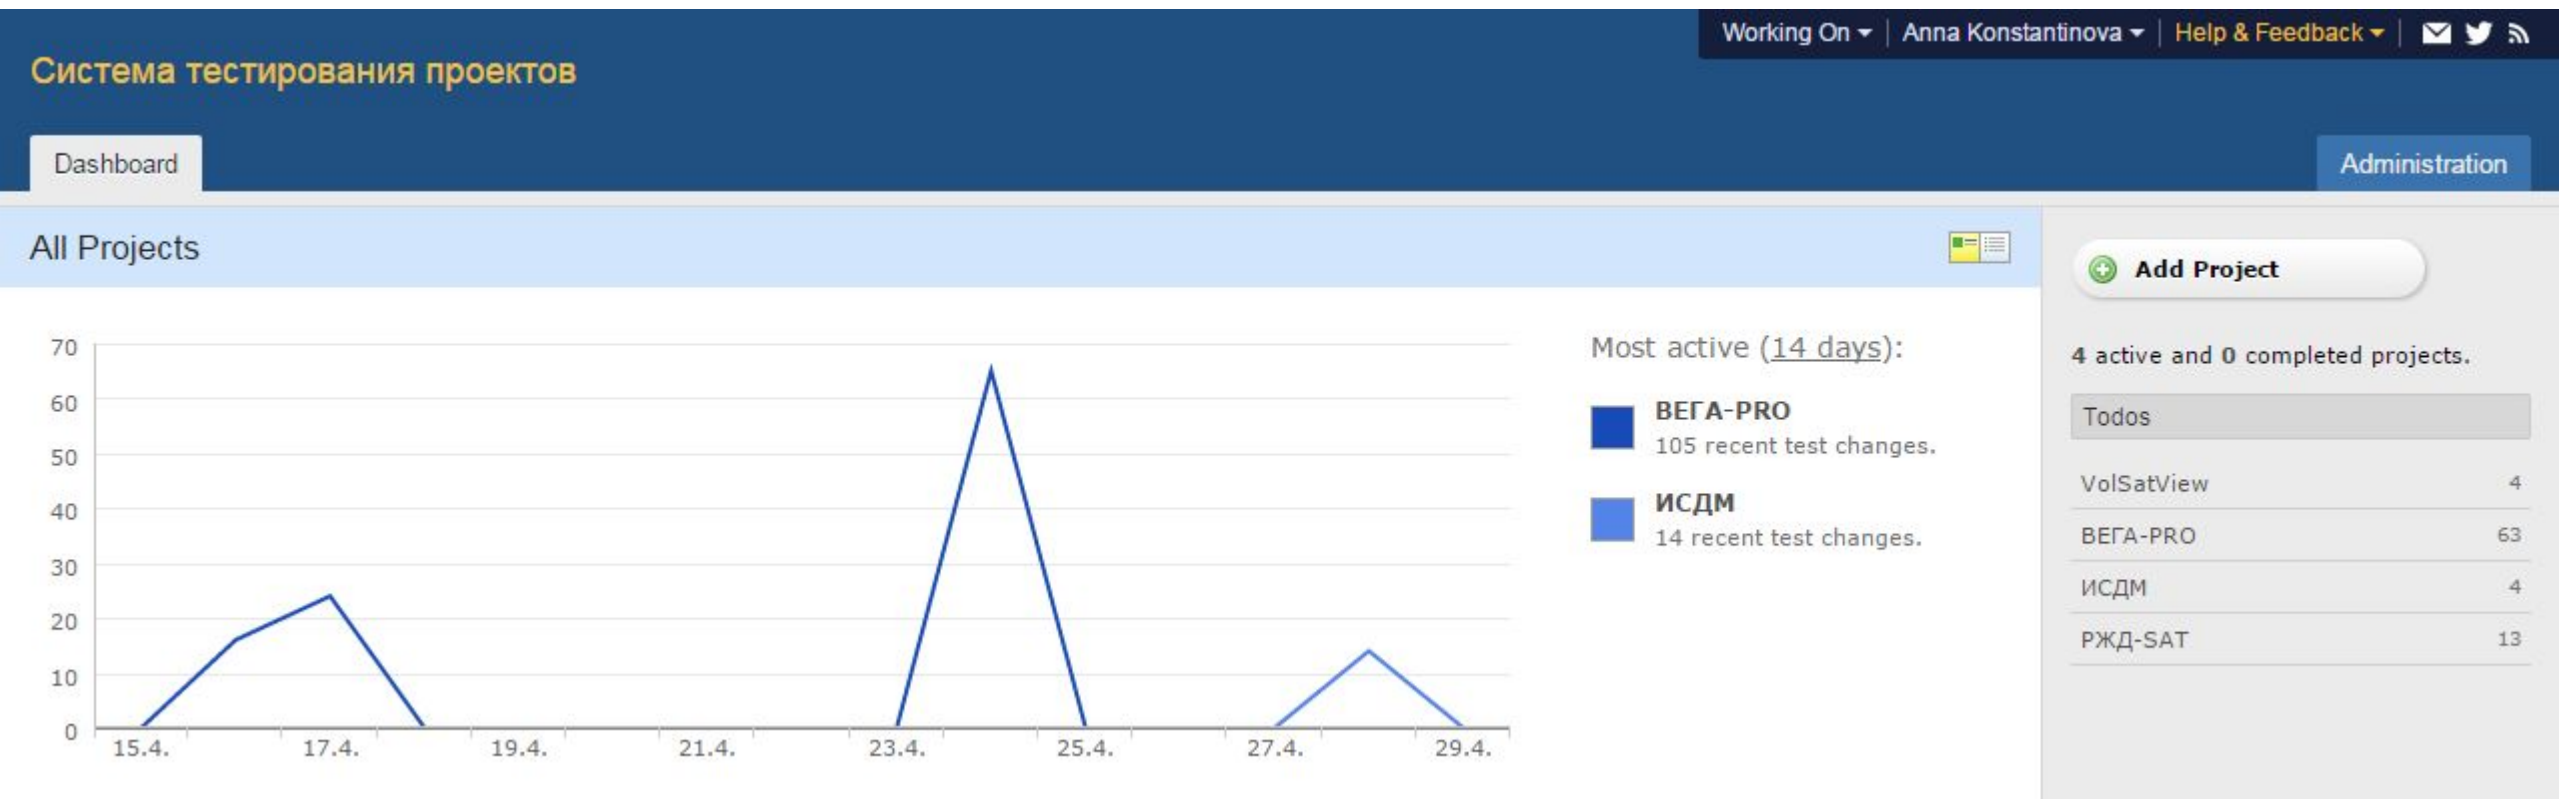 Working On
Anna Konstantinova
Help & Feedback
Система тестирования проектов
Dashboard
Administration
All Projects
70
60
50
40
30
20
10
0
15.4.
17.4.
19.4.
21.4.
23.4.
25.4.
27.4.
29.4.
Most active (14 days):
ВЕГА-PRO
105 recent test changes.
ИСДМ
14 recent test changes.
Add Project
4 active and 0 completed projects.
Todos
VolSatView 4
ВЕГА-PRO 63
ИСДМ 4
РЖД-SAT 13